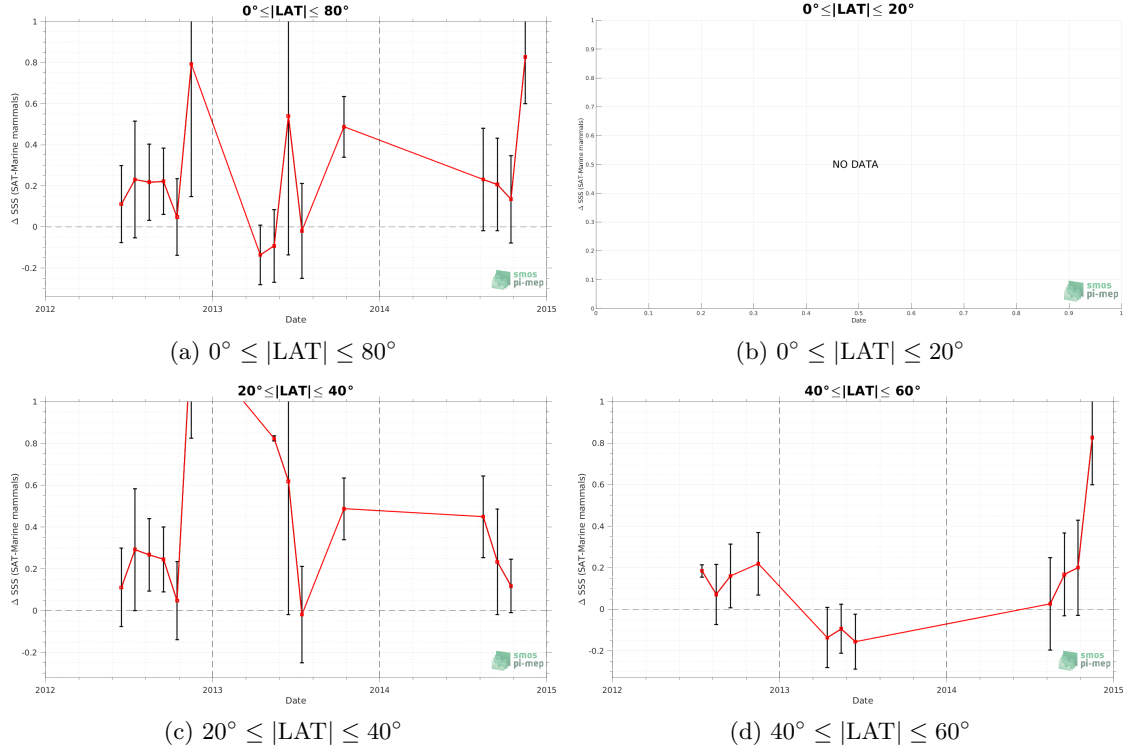 0°≤|LAT|≤ 80°
1
0.8
0.6
0.4
0.2
0
-0.2
Δ SSS (SAT-Marine mammals)
2012
2013
2014
2015
Date
smos
pi-mep
(a) 0° ≤ |LAT| ≤ 80°
0°≤|LAT|≤ 20°
1
0.9
0.8
0.7
0.6
0.5
0.4
0.3
0.2
0.1
0
Δ SSS (SAT-Marine mammals)
NO DATA
0
0.1
0.2
0.3
0.4
0.5
0.6
0.7
0.8
0.9
1
Date
smos
pi-mep
(b) 0° ≤ |LAT| ≤ 20°
20°≤|LAT|≤ 40°
1
0.8
0.6
0.4
0.2
0
-0.2
Δ SSS (SAT-Marine mammals)
2012
2013
2014
2015
Date
smos
pi-mep
(c) 20° ≤ |LAT| ≤ 40°
40°≤|LAT|≤ 60°
1
0.8
0.6
0.4
0.2
0
-0.2
Δ SSS (SAT-Marine mammals)
2012
2013
2014
2015
Date
smos
pi-mep
(d) 40° ≤ |LAT| ≤ 60°